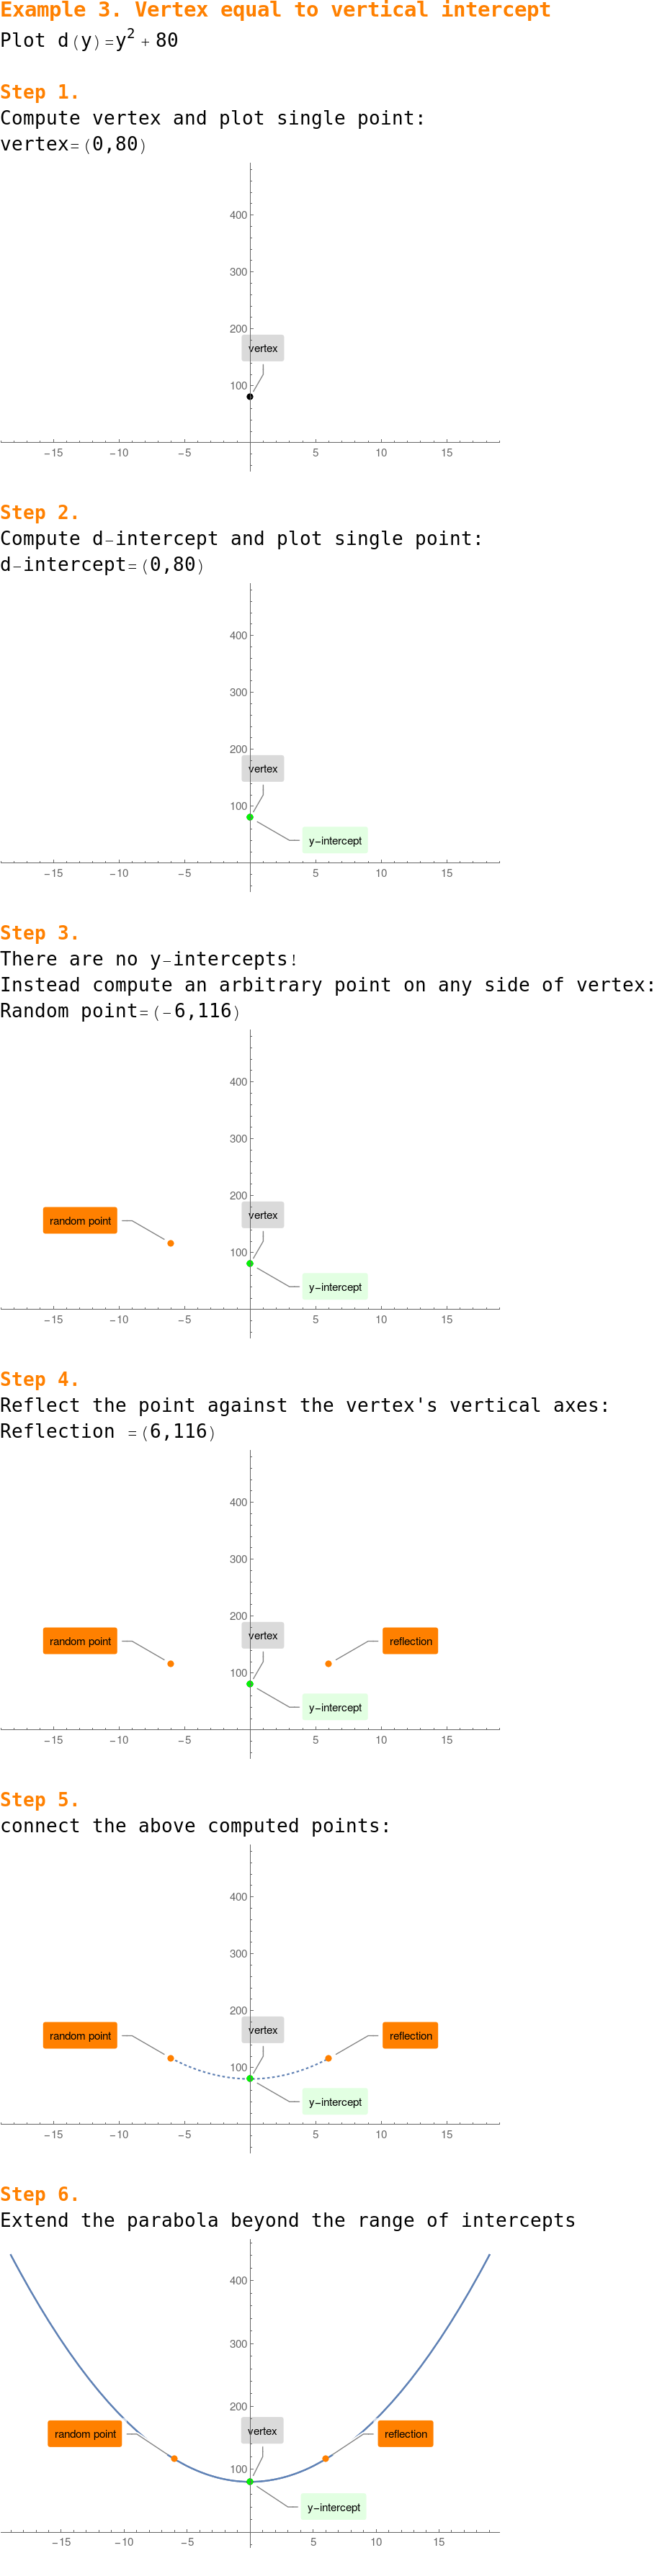 Example 3. Vertex equal to vertical intercept
Plot d(y)=y² + 80
Step 1.
Compute vertex and plot single point:
vertex=(0,80)
400
300
200
vertex
100
−15 −10 −5 5 10 15
Step 2.
Compute d−intercept and plot single point:
d−intercept=(0,80)
400
300
200
vertex
100
y−intercept
−15 −10 −5 5 10 15
Step 3.
There are no y−intercepts!
Instead compute an arbitrary point on any side of vertex:
Random point=(−6,116)
400
300
200
random point vertex
100
y−intercept
−15 −10 −5 5 10 15
Step 4.
Reflect the point against the vertex's vertical axes:
Reflection =(6,116)
400
300
200
random point vertex reflection
100
y−intercept
−15 −10 −5 5 10 15
Step 5.
connect the above computed points:
400
300
200
random point vertex reflection
100
y−intercept
−15 −10 −5 5 10 15
Step 6.
Extend the parabola beyond the range of intercepts
400
300
200
random point vertex reflection
100
y−intercept
−15 −10 −5 5 10 15